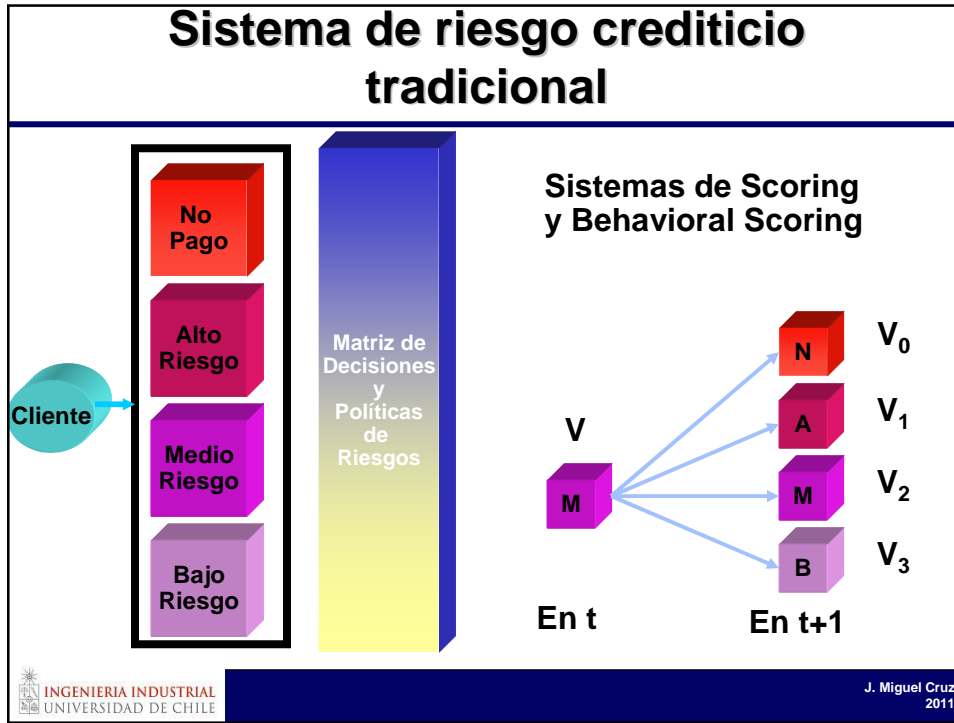 Sistema de riesgo crediticio
tradicional
No
Pago
Alto
Riesgo
Medio
Riesgo
Bajo
Riesgo
Cliente
Matriz de
Decisiones
y
Políticas
de
Riesgos
Sistemas de Scoring
y Behavioral Scoring
V
M
En t
N
V₀
A
V₁
M
V₂
B
V₃
En t+1
INGENIERIA INDUSTRIAL
UNIVERSIDAD DE CHILE
J. Miguel Cruz
2011